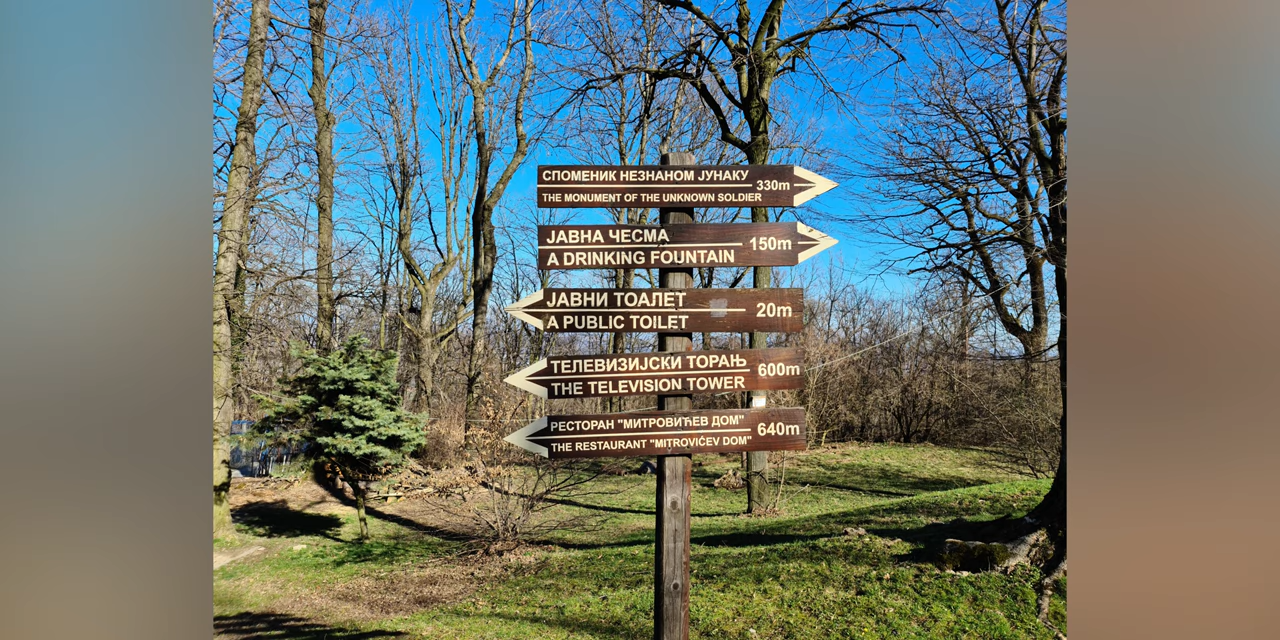 СПОМЕНИК НЕЗНАНОМ ЈУНАКУ 330m
THE MONUMENT OF THE UNKNOWN SOLDIER
ЈАВНА ЧЕСМА 150m
A DRINKING FOUNTAIN
ЈАВНИ ТОАЛЕТ 20m
A PUBLIC TOILET
ТЕЛЕВИЗИЈСКИ ТОРАЊ 600m
THE TELEVISION TOWER
РЕСТОРАН "МИТРОВИЋЕВ ДОМ" 640m
THE RESTAURANT "MITROVIĆEV DOM"